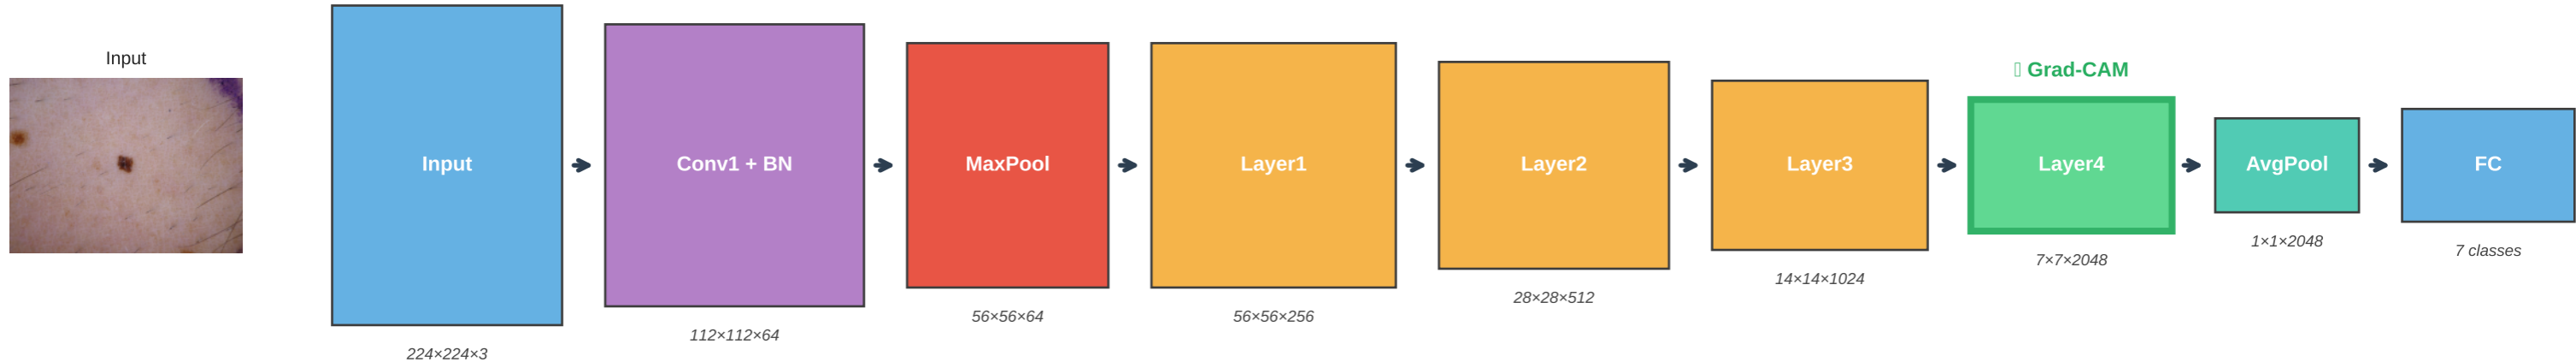 Input
Input
224×224×3
Conv1 + BN
112×112×64
MaxPool
56×56×64
Layer1
56×56×256
Layer2
28×28×512
Layer3
14×14×1024
Grad-CAM
Layer4
7×7×2048
AvgPool
1×1×2048
FC
7 classes